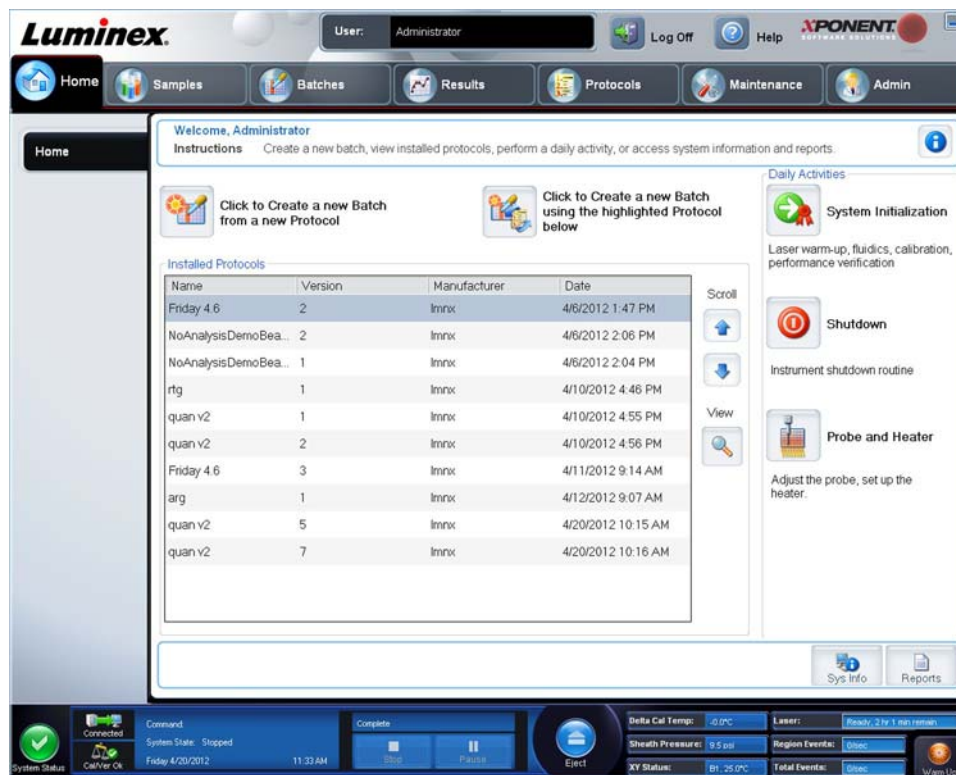 Luminex.
User: Administrator
Log Off
Help
XPONENT
SOFTWARE SOLUTIONS
Home
Samples
Batches
Results
Protocols
Maintenance
Admin
Home
Welcome, Administrator
Instructions Create a new batch, view installed protocols, perform a daily activity, or access system information and reports.
Click to Create a new Batch
from a new Protocol
Click to Create a new Batch
using the highlighted Protocol
below
Installed Protocols
Name Version Manufacturer Date
Friday 4.6 2 lmnx 4/6/2012 1:47 PM
NoAnalysisDemoBea... 2 lmnx 4/6/2012 2:06 PM
NoAnalysisDemoBea... 1 lmnx 4/6/2012 2:04 PM
rtg 1 lmnx 4/10/2012 4:46 PM
quan v2 1 lmnx 4/10/2012 4:55 PM
quan v2 2 lmnx 4/10/2012 4:56 PM
Friday 4.6 3 lmnx 4/11/2012 9:14 AM
arg 1 lmnx 4/12/2012 9:07 AM
quan v2 5 lmnx 4/20/2012 10:15 AM
quan v2 7 lmnx 4/20/2012 10:16 AM
Scroll
View
Daily Activities
System Initialization
Laser warm-up, fluidics, calibration,
performance verification
Shutdown
Instrument shutdown routine
Probe and Heater
Adjust the probe, set up the
heater.
Sys Info
Reports
System Status
Connected
Cal/Ver Ok
Command:
System State: Stopped
Friday 4/20/2012 11:33 AM
Complete
Stop
Pause
Eject
Delta Cal Temp: -0.0°C
Sheath Pressure: 9.5 psi
XY Status: B1, 25.0°C
Laser: Ready, 2 hr 1 min remain
Region Events: 0/sec
Total Events: 0/sec